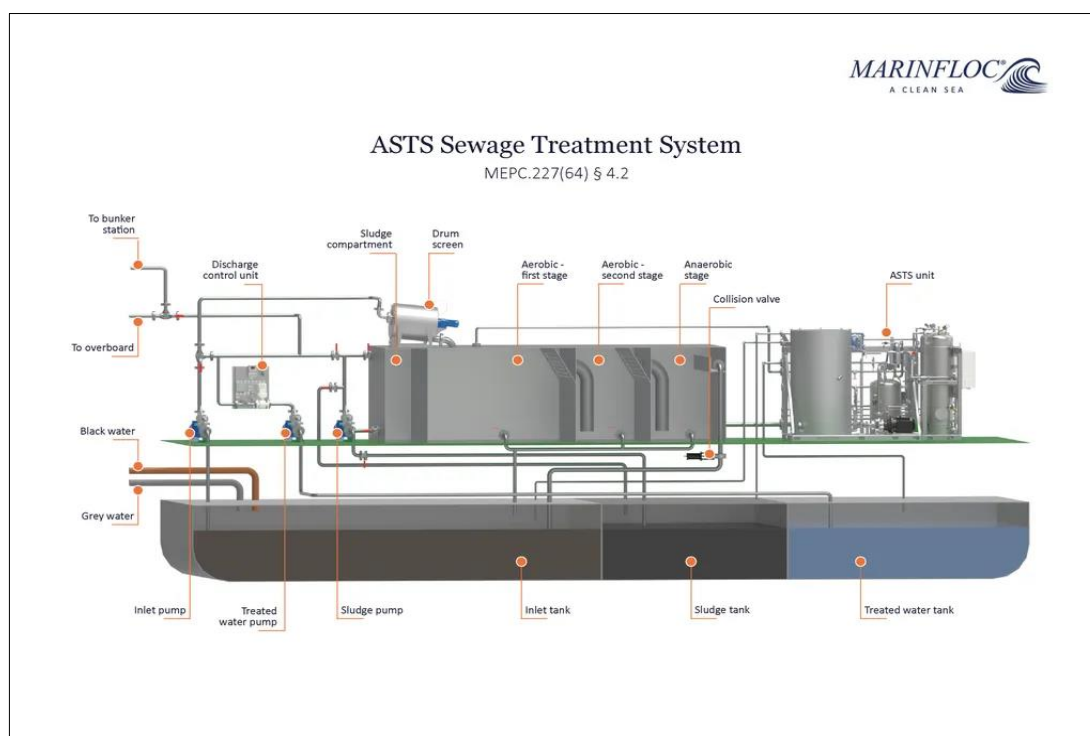 MARINFLOC®
A CLEAN SEA
ASTS Sewage Treatment System
MEPC.227(64) § 4.2
To bunker
station
Discharge
control unit
Sludge
compartment
Drum
screen
Aerobic -
first stage
Aerobic -
second stage
Anaerobic
stage
Collision valve
ASTS unit
To overboard
Black water
Grey water
Inlet pump
Treated
water pump
Sludge pump
Inlet tank
Sludge tank
Treated water tank